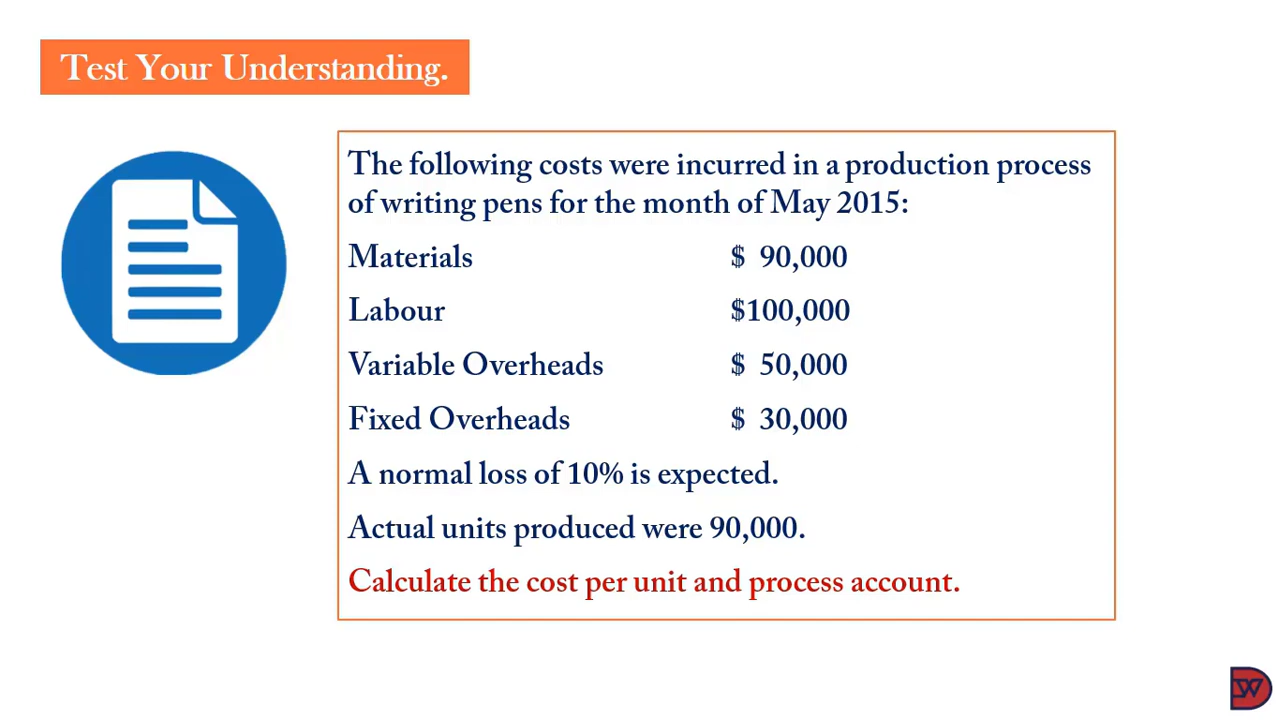 Test Your Understanding.
The following costs were incurred in a production process
of writing pens for the month of May 2015:
Materials $ 90,000
Labour $100,000
Variable Overheads $ 50,000
Fixed Overheads $ 30,000
A normal loss of 10% is expected.
Actual units produced were 90,000.
Calculate the cost per unit and process account.
DW